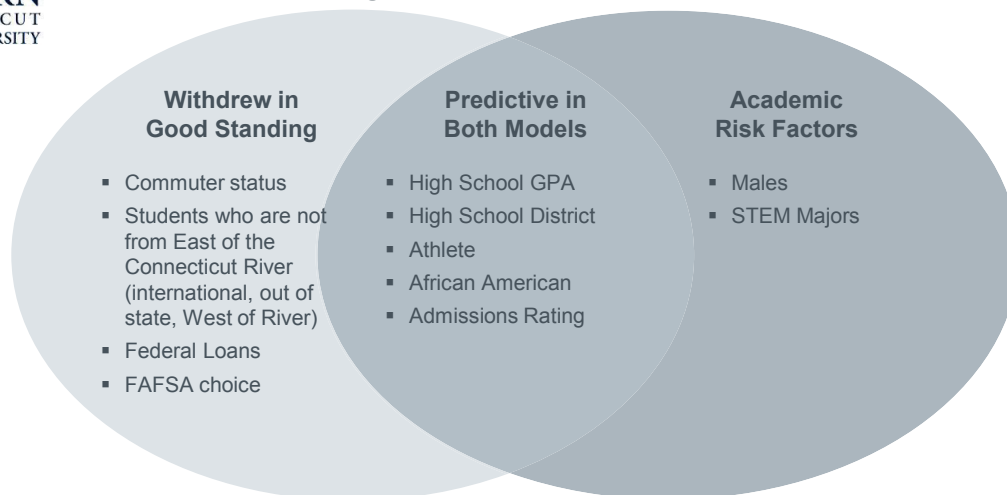 CUT
RSITY
Withdrew in
Good Standing
▪ Commuter status
▪ Students who are not
from East of the
Connecticut River
(international, out of
state, West of River)
▪ Federal Loans
▪ FAFSA choice
Predictive in
Both Models
▪ High School GPA
▪ High School District
▪ Athlete
▪ African American
▪ Admissions Rating
Academic
Risk Factors
▪ Males
▪ STEM Majors